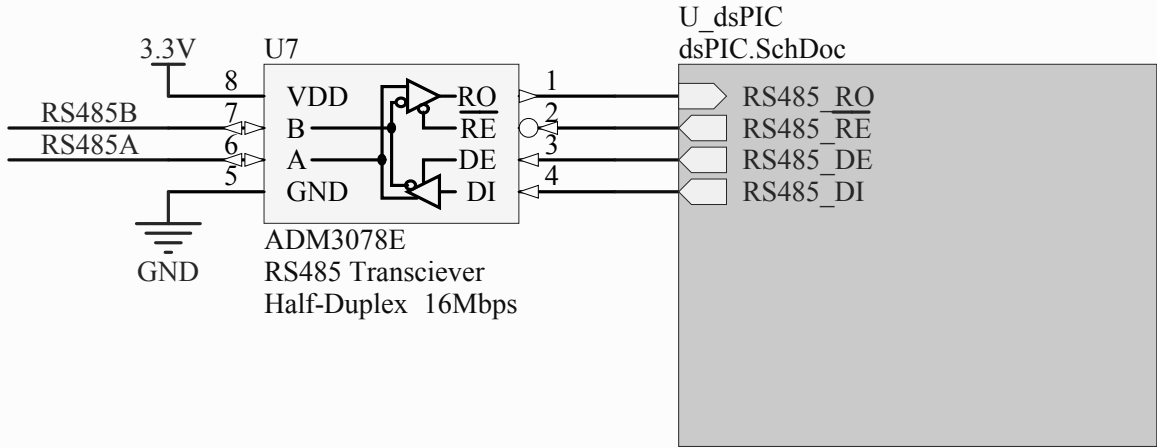 U_dsPIC
dsPIC.SchDoc
3.3V
U7
8 VDD RO 1 RS485_RO
RS485B 7 B RE 2 RS485_RE
RS485A 6 A DE 3 RS485_DE
5 GND DI 4 RS485_DI
GND
ADM3078E
RS485 Transciever
Half-Duplex 16Mbps